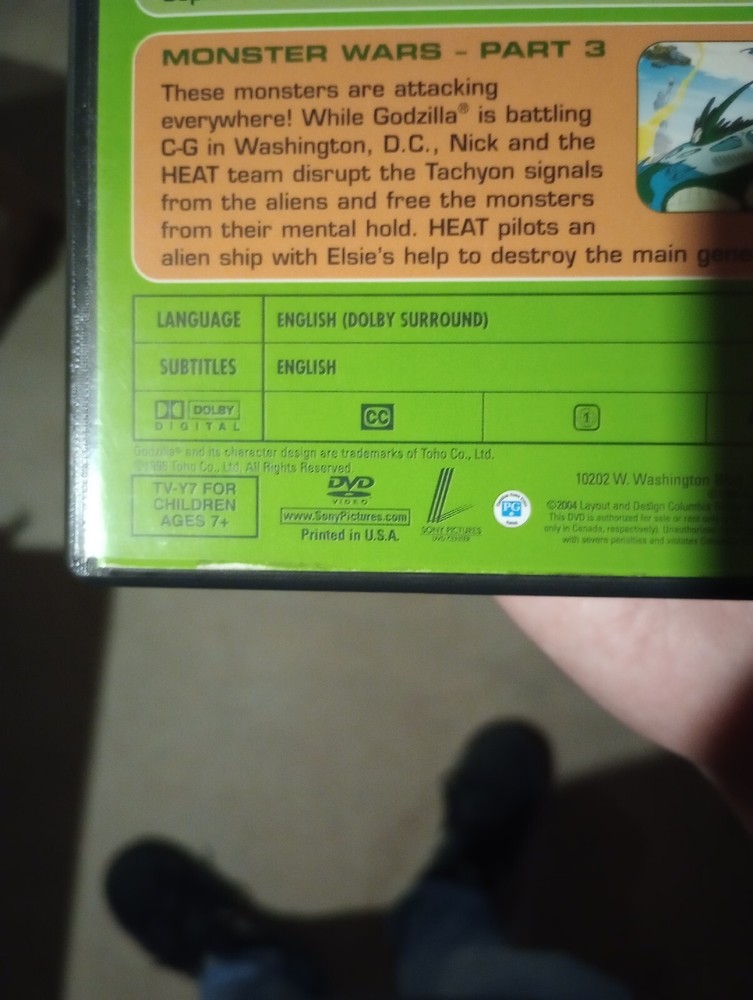 MONSTER WARS - PART 3
These monsters are attacking
everywhere! While Godzilla® is battling
C-G in Washington, D.C., Nick and the
HEAT team disrupt the Tachyon signals
from the aliens and free the monsters
from their mental hold. HEAT pilots an
alien ship with Elsie's help to destroy the main
LANGUAGE ENGLISH (DOLBY SURROUND)
SUBTITLES ENGLISH
DOLBY
DIGITAL
CC
1
Godzilla® and its character design are trademarks of Toho Co., Ltd.
Toho Co., Ltd. All Rights Reserved.
TV-Y7 FOR
CHILDREN
AGES 7+
DVD
VIDEO
www.SonyPictures.com
Printed in U.S.A.
SONY PICTURES
DVD CENTER
PG
10202 W. Washington
©2004 Layout and Design Columbia
This DVD is authorized for sale or
only in Canada, respectively).
with severe penalties and